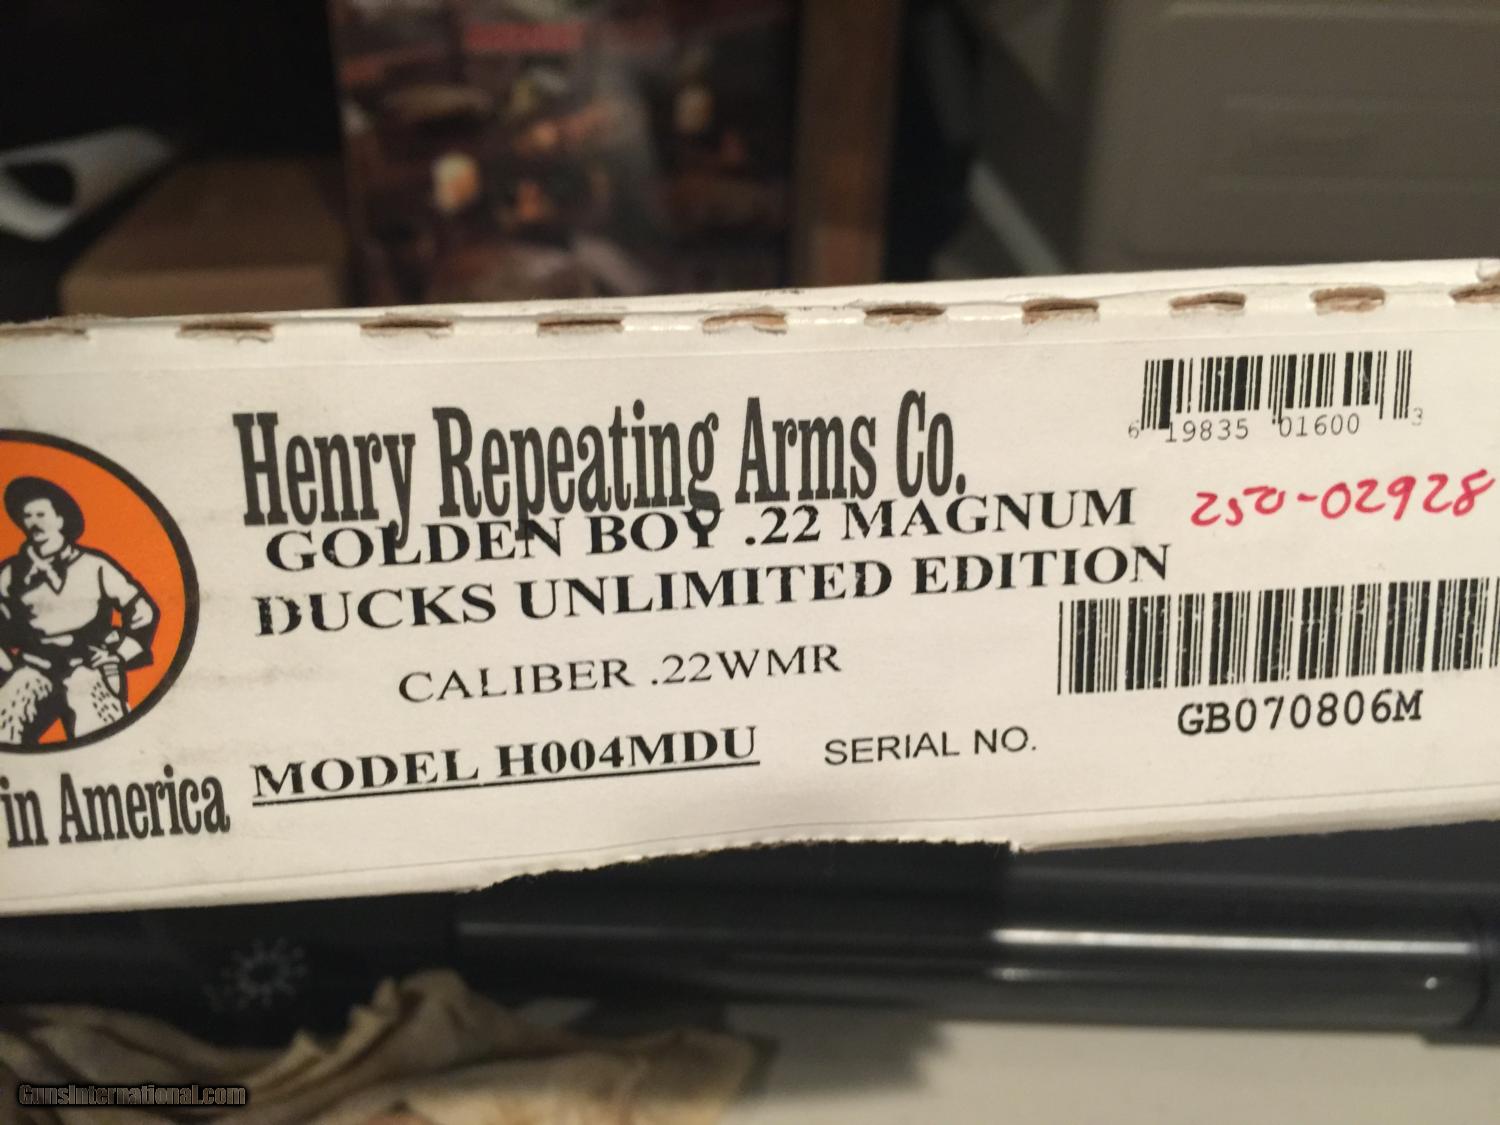 Henry Repeating Arms Co.
6 19835 01600 3
GOLDEN BOY .22 MAGNUM
250-02928
DUCKS UNLIMITED EDITION
CALIBER .22WMR
GB070806M
MODEL H004MDU SERIAL NO.
in America
GunsInternational.com